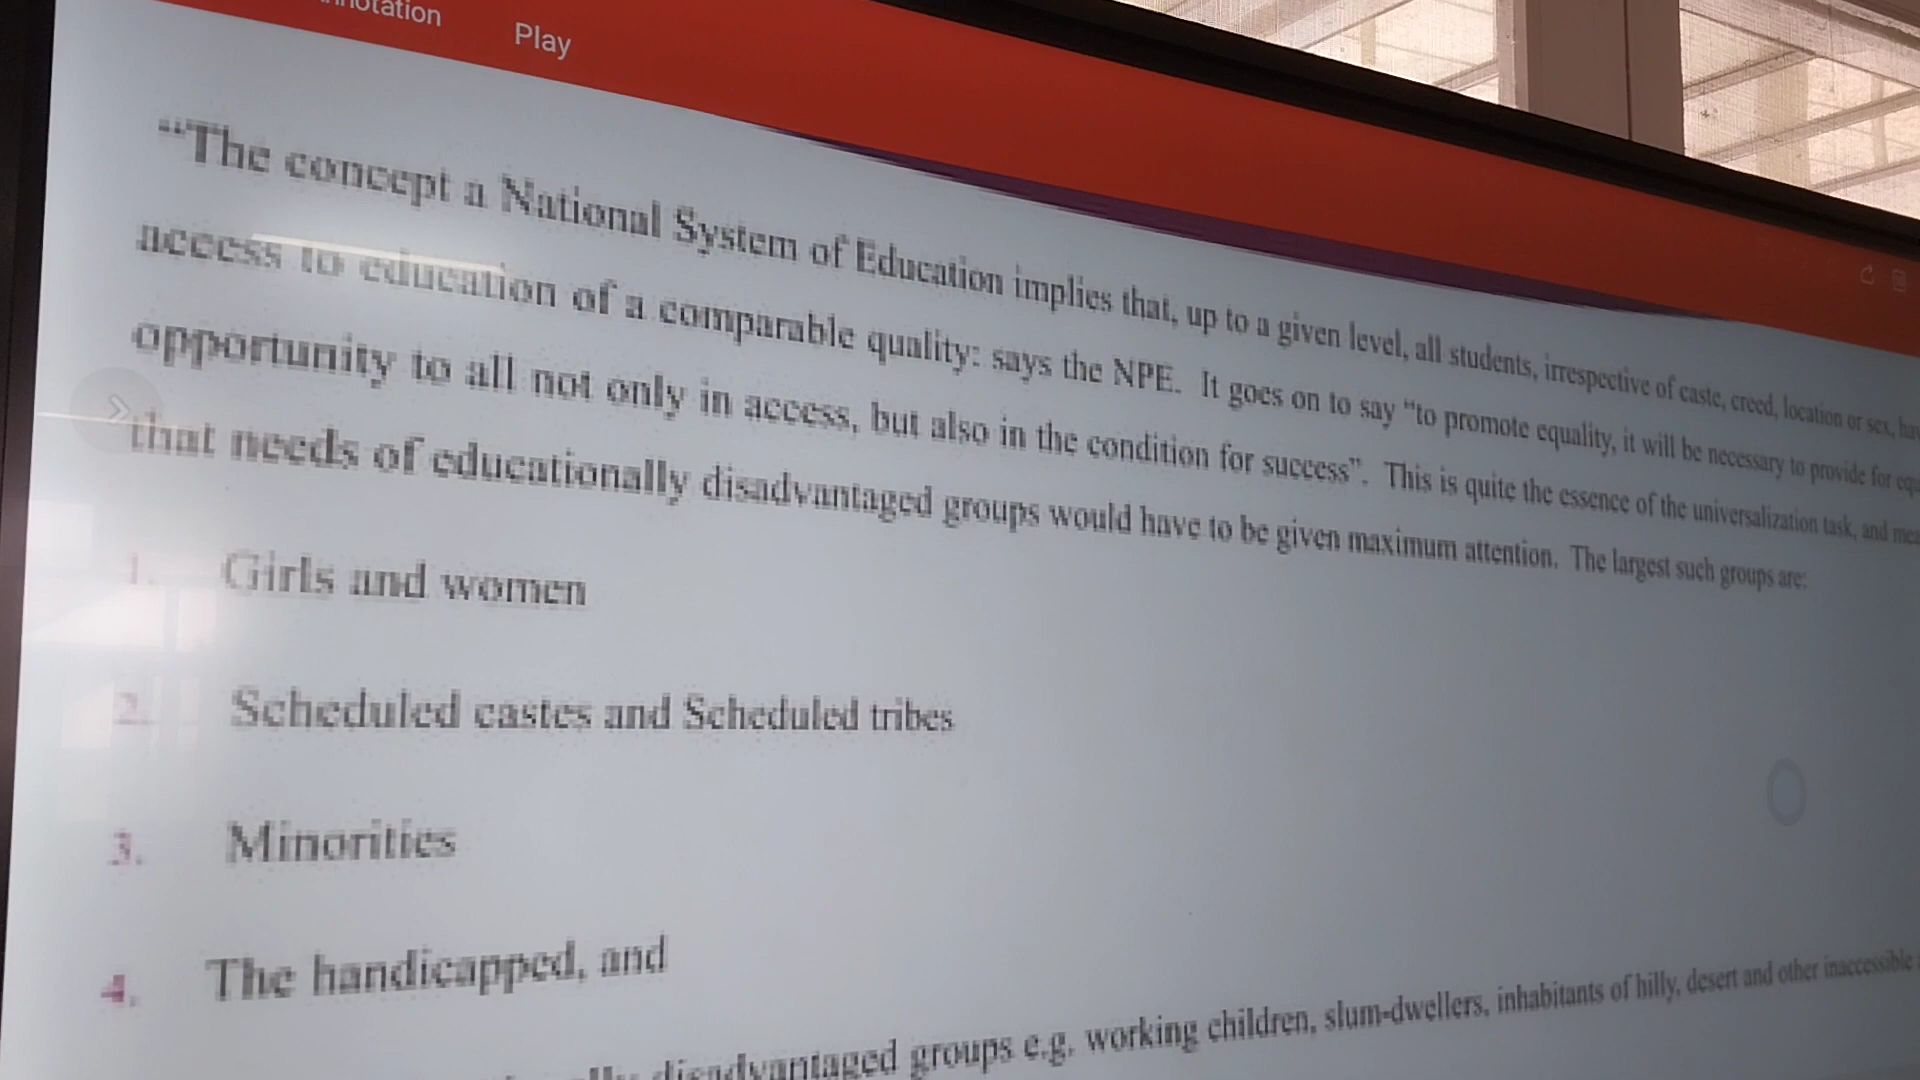 Play
“The concept a National System of Education implies that, up to a given level, all students, irrespective of caste, creed, location or sex,
access to education of a comparable quality: says the NPE. It goes on to say “to promote equality, it will be necessary to provide for
opportunity to all not only in access, but also in the condition for success”. This is quite the essence of the universalization task, and
that needs of educationally disadvantaged groups would have to be given maximum attention. The largest such groups are:
1. Girls and women
2. Scheduled castes and Scheduled tribes
3. Minorities
4. The handicapped, and
disadvantaged groups e.g. working children, slum-dwellers, inhabitants of hilly, desert and other inaccessible